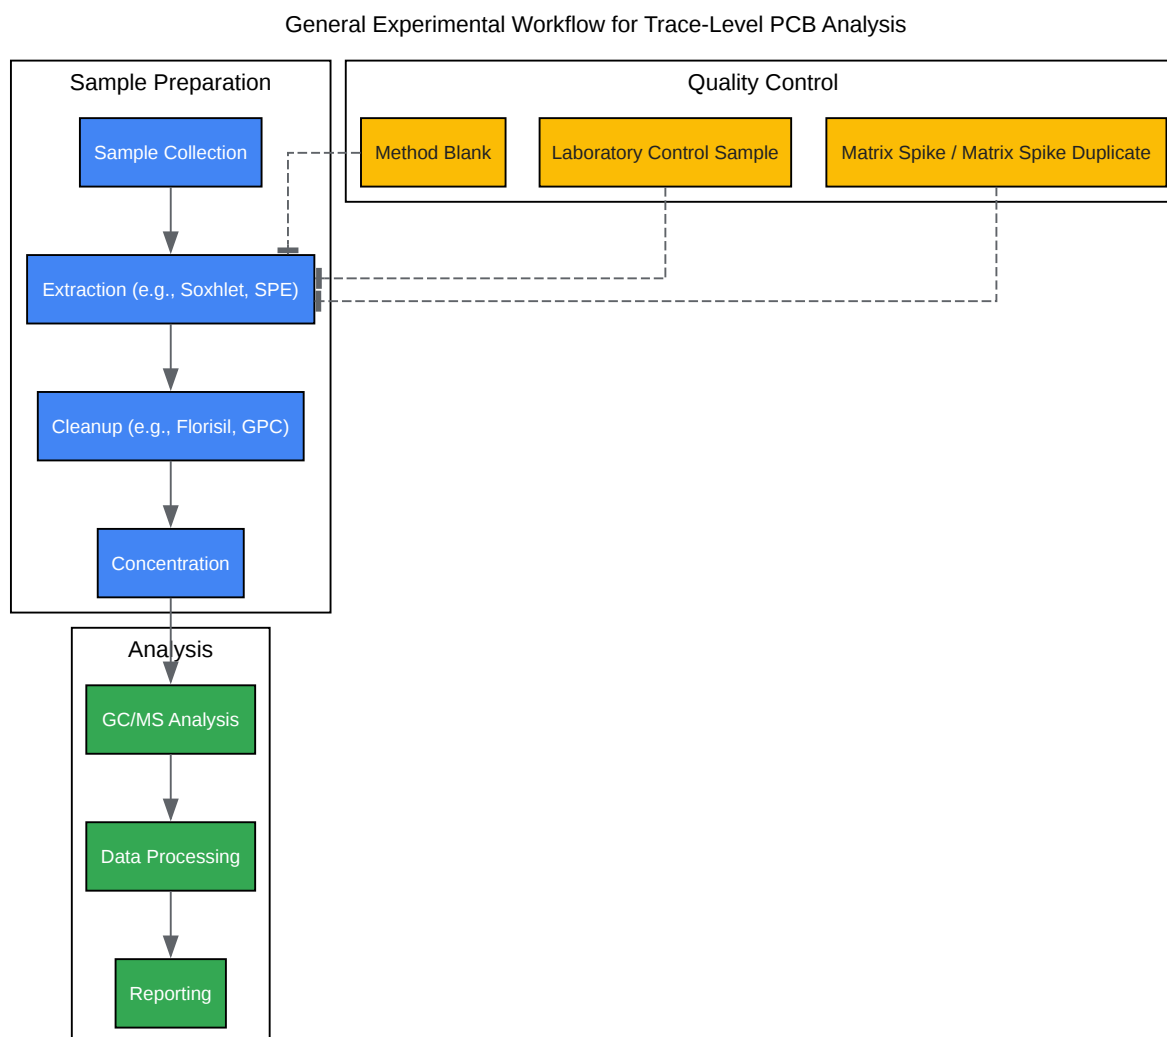 General Experimental Workflow for Trace-Level PCB Analysis
Sample Preparation
Sample Collection
Extraction (e.g., Soxhlet, SPE)
Cleanup (e.g., Florisil, GPC)
Concentration
Quality Control
Method Blank
Laboratory Control Sample
Matrix Spike / Matrix Spike Duplicate
Analysis
GC/MS Analysis
Data Processing
Reporting